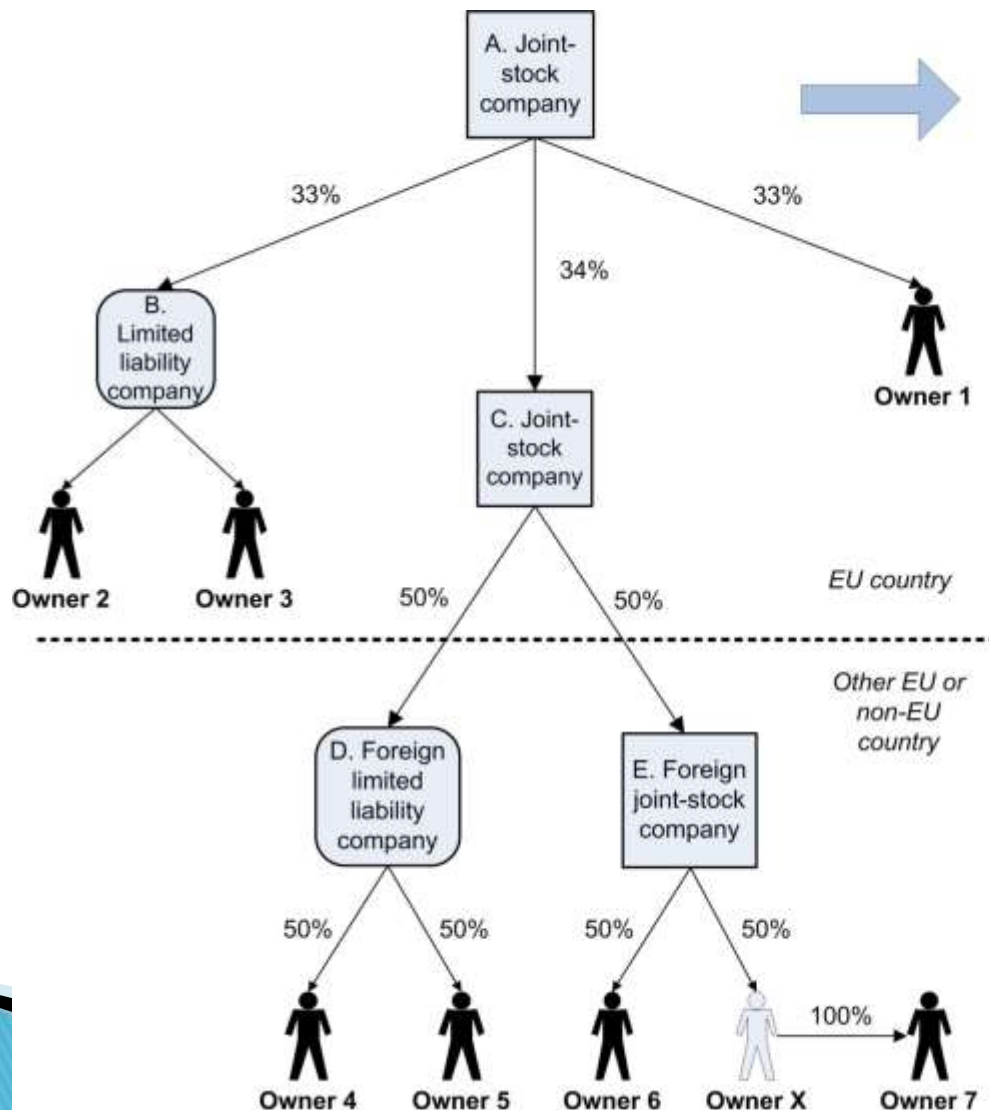 A. Joint-
stock
company
33%
34%
33%
B.
Limited
liability
company
Owner 1
C. Joint-
stock
company
Owner 2
Owner 3
50%
50%
EU country
Other EU or
non-EU
country
D. Foreign
limited
liability
company
E. Foreign
joint-stock
company
50%
50%
50%
50%
100%
Owner 4
Owner 5
Owner 6
Owner X
Owner 7